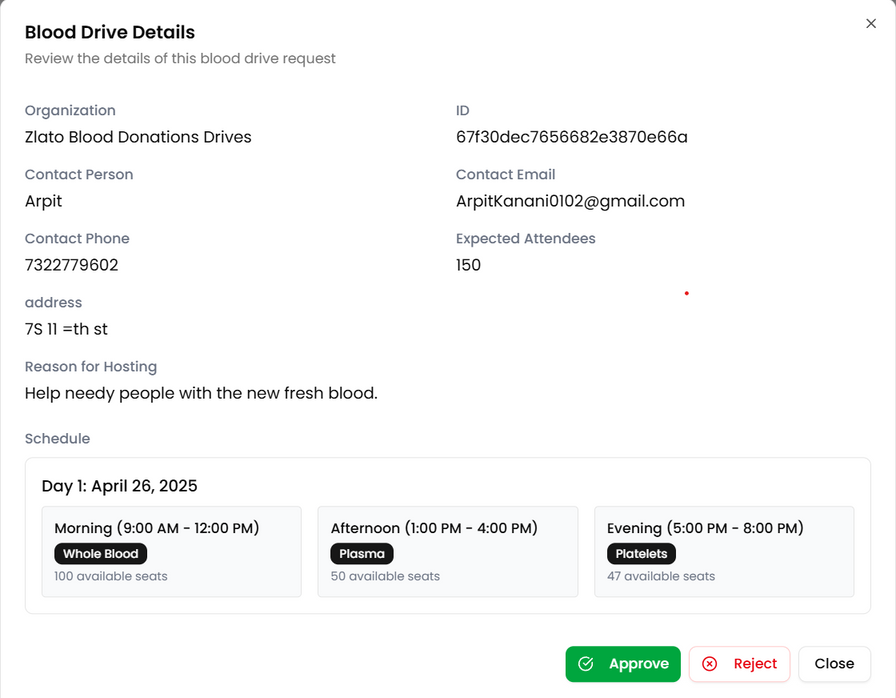 Blood Drive Details
Review the details of this blood drive request
Organization
Zlato Blood Donations Drives
ID
67f30dec7656682e3870e66a
Contact Person
Arpit
Contact Email
ArpitKanani0102@gmail.com
Contact Phone
7322779602
Expected Attendees
150
address
7S 11 =th st
Reason for Hosting
Help needy people with the new fresh blood.
Schedule
Day 1: April 26, 2025
Morning (9:00 AM - 12:00 PM)
Whole Blood
100 available seats
Afternoon (1:00 PM - 4:00 PM)
Plasma
50 available seats
Evening (5:00 PM - 8:00 PM)
Platelets
47 available seats
Approve
Reject
Close